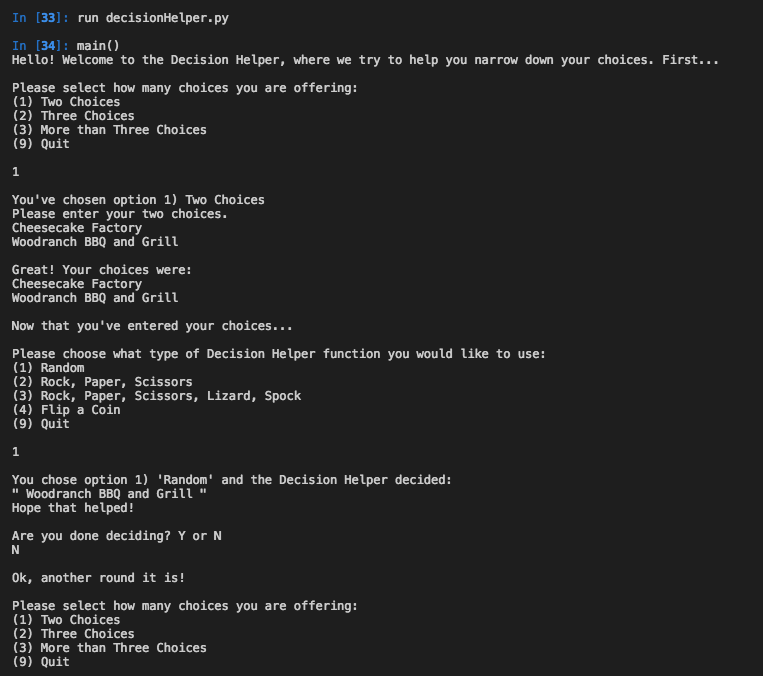 In [33]: run decisionHelper.py
In [34]: main()
Hello! Welcome to the Decision Helper, where we try to help you narrow down your choices. First...
Please select how many choices you are offering:
(1) Two Choices
(2) Three Choices
(3) More than Three Choices
(9) Quit
1
You've chosen option 1) Two Choices
Please enter your two choices.
Cheesecake Factory
Woodranch BBQ and Grill
Great! Your choices were:
Cheesecake Factory
Woodranch BBQ and Grill
Now that you've entered your choices...
Please choose what type of Decision Helper function you would like to use:
(1) Random
(2) Rock, Paper, Scissors
(3) Rock, Paper, Scissors, Lizard, Spock
(4) Flip a Coin
(9) Quit
1
You chose option 1) 'Random' and the Decision Helper decided:
" Woodranch BBQ and Grill "
Hope that helped!
Are you done deciding? Y or N
N
Ok, another round it is!
Please select how many choices you are offering:
(1) Two Choices
(2) Three Choices
(3) More than Three Choices
(9) Quit